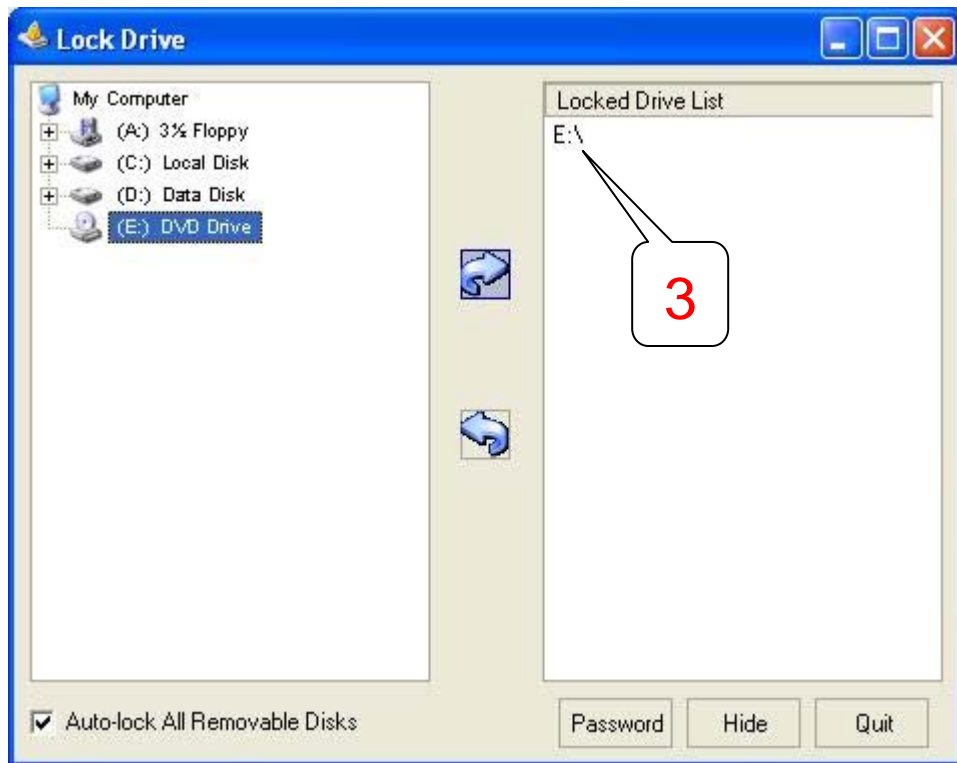 Lock Drive
My Computer
(A:) 3½ Floppy
(C:) Local Disk
(D:) Data Disk
(E:) DVD Drive
Locked Drive List
E:\
3
Auto-lock All Removable Disks
Password
Hide
Quit